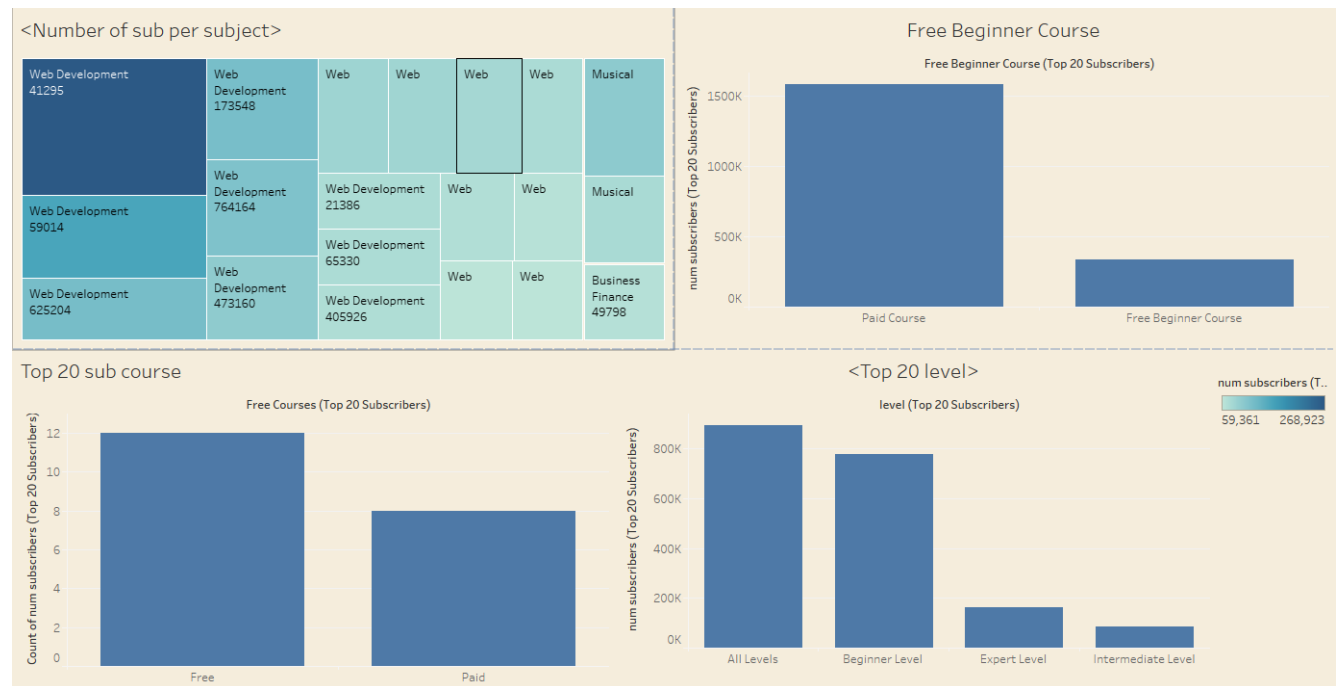 <Number of sub per subject>
Web Development
41295
Web Development
59014
Web Development
625204
Web
Development
173548
Web
Development
764164
Web
Development
473160
Web
Web
Web
Web
Web Development
21386
Web Development
65330
Web Development
405926
Web
Web
Web
Web
Musical
Musical
Business
Finance
49798
Free Beginner Course
Free Beginner Course (Top 20 Subscribers)
num subscribers (Top 20 Subscribers)
1500K
1000K
500K
0K
Paid Course
Free Beginner Course
Top 20 sub course
Free Courses (Top 20 Subscribers)
Count of num subscribers (Top 20 Subscribers)
12
10
8
6
4
2
0
Free
Paid
<Top 20 level>
level (Top 20 Subscribers)
num subscribers (Top 20 Subscribers)
800K
600K
400K
200K
0K
All Levels
Beginner Level
Expert Level
Intermediate Level
num subscribers (T..
59,361 268,923